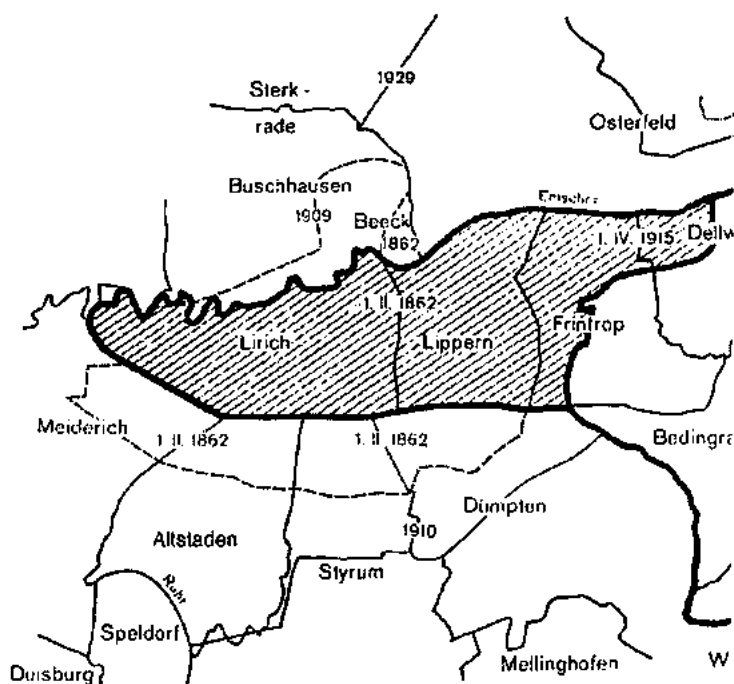 1929
Sterk-
rade
Osterfeld
Buschhausen
1909
Beeck
1862
Emscher
1. IV. 1915
Dellw
1. II. 1862
Lirich
Lippern
Frintrop
Meiderich
1. II. 1862
1. II. 1862
Bedingra
Dümpten
1910
Altstaden
Styrum
Ruhr
Speldorf
Duisburg
Mellinghofen
W